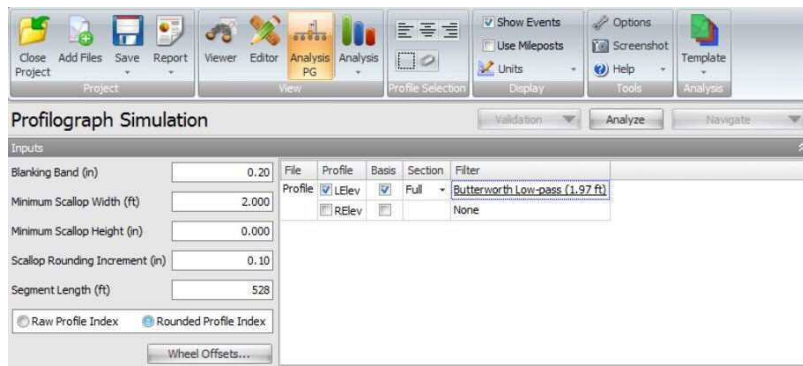 Close Project
Add Files
Save
Report
Viewer
Editor
Analysis PG
Analysis
Show Events
Use Mileposts
Units
Options
Screenshot
Help
Template
Project
View
Profile Selection
Display
Tools
Analysis
Profilograph Simulation
Validation
Analyze
Navigate
Inputs
Blanking Band (in) 0.20
Minimum Scallop Width (ft) 2.000
Minimum Scallop Height (in) 0.000
Scallop Rounding Increment (in) 0.10
Segment Length (ft) 528
Raw Profile Index Rounded Profile Index
Wheel Offsets...
File Profile Basis Section Filter
Profile LElev Full Butterworth Low-pass (1.97 ft)
RElev None